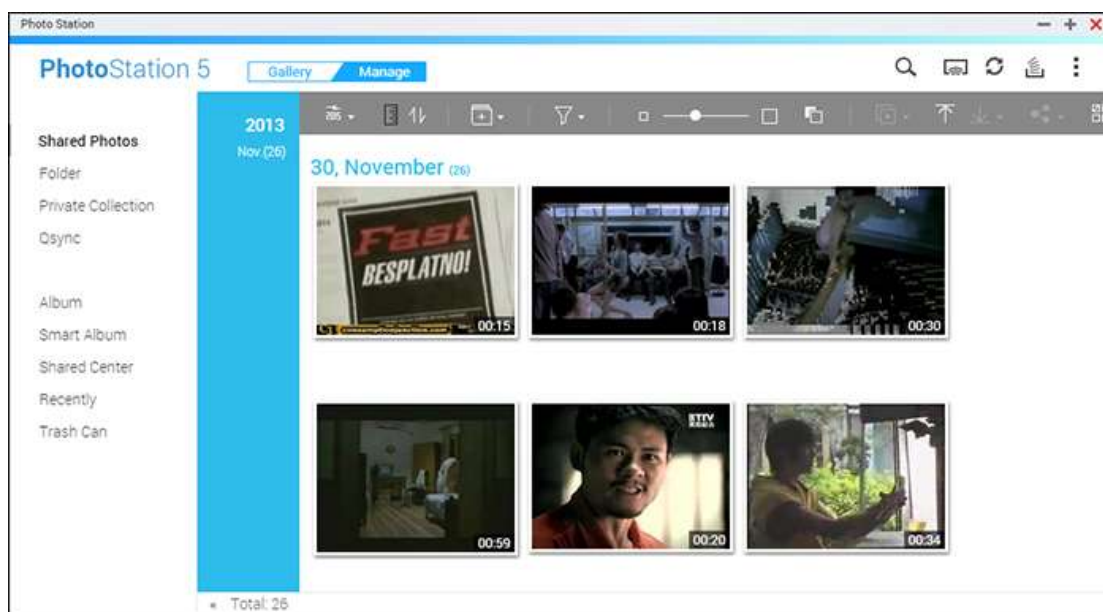 Photo Station
PhotoStation 5
Gallery
Manage
2013
Nov.(26)
Shared Photos
Folder
Private Collection
Qsync
Album
Smart Album
Shared Center
Recently
Trash Can
30, November (26)
Fast
BESPLATNO!
00:15
00:18
00:30
00:59
ETTV
00:20
00:34
Total: 26